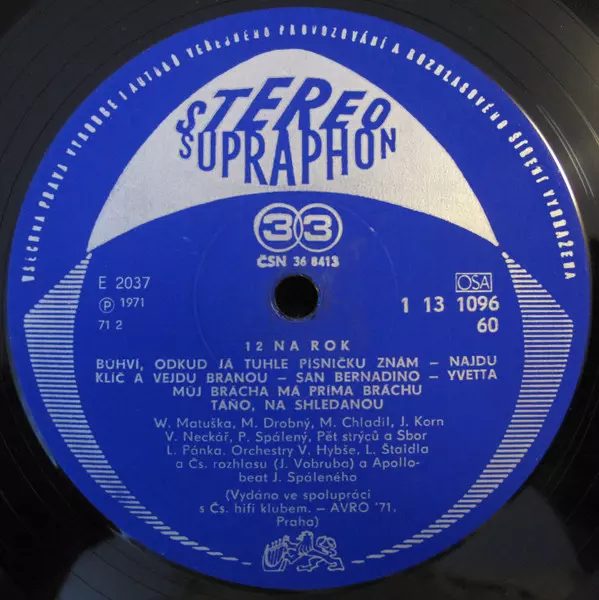 VŠECHNA PRÁVA VÝROBCE I AUTORŮ VEŘEJNÉHO PROVOZOVÁNÍ A ROZHLASOVÉHO ŠÍŘENÍ VYHRAŽENA
STEREO
SUPRAPHON
33
ČSN 36 8413
E 2037
Ⓟ 1971
71 2
OSA
1 13 1096
60
12 NA ROK
BŮHVÍ, ODKUD JÁ TUHLE PÍSNIČKU ZNÁM – NAJDU
KLÍČ A VEJDU BRANOU – SAN BERNADINO – YVETTA
MŮJ BRÁCHA MÁ PRÍMA BRÁCHU
TÁŇO, NA SHLEDANOU
W. Matuška, M. Drobný, M. Chladil, J. Korn
V. Neckář, P. Spálený, Pět strýců a Sbor
L. Pánka. Orchestry V. Hybše, L. Štaidla
a Čs. rozhlasu (J. Vobruba) a Apollo-
beat J. Spáleného
(Vydáno ve spolupráci
s Čs. hifi klubem. – AVRO '71,
Praha)